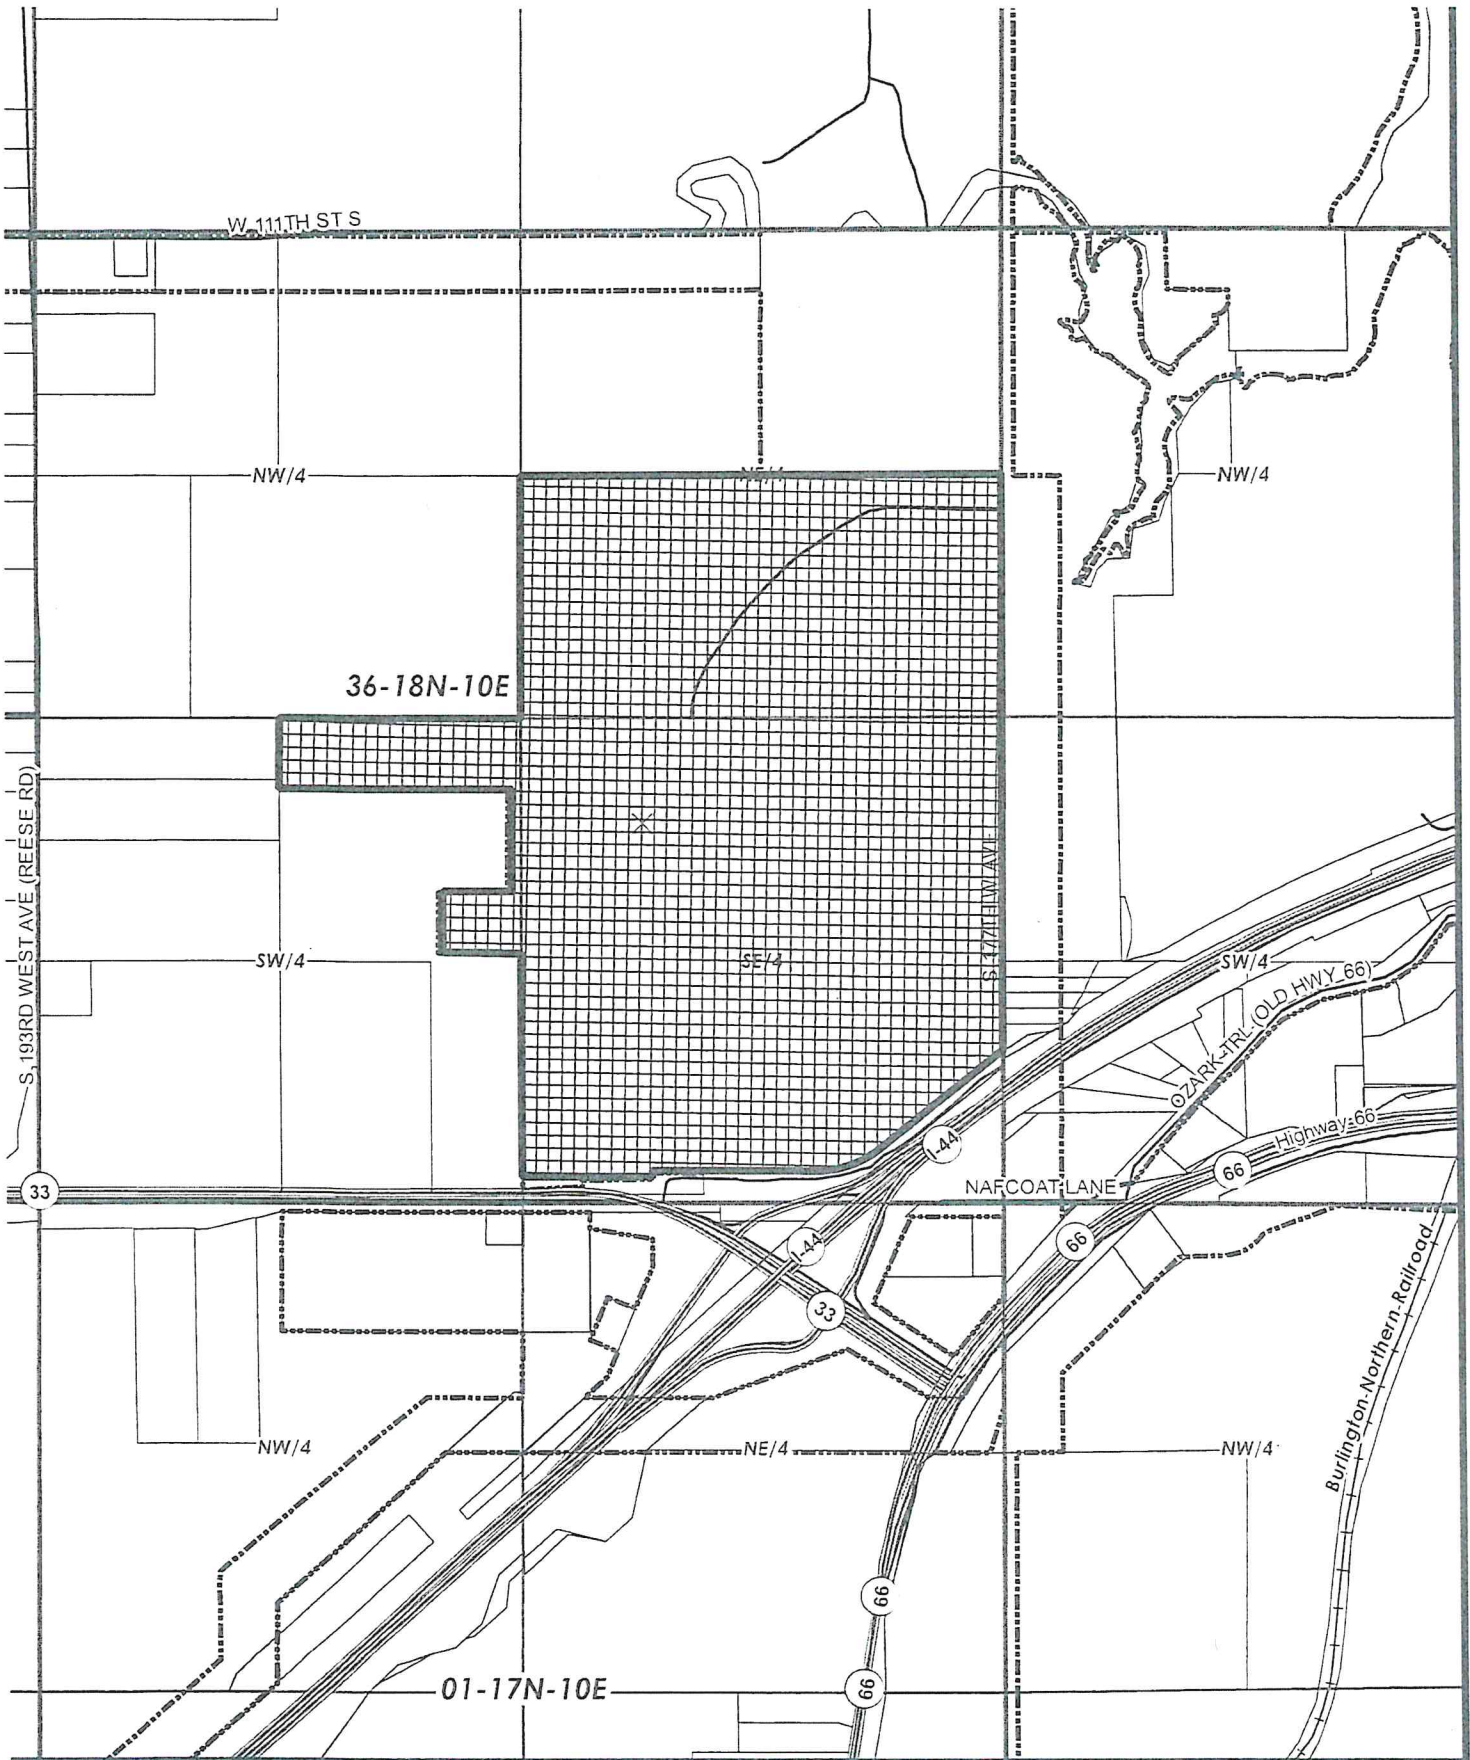 W 111TH ST S
NW/4
NE/4
NW/4
36-18N-10E
S 193RD WEST AVE (REESE RD)
S 177TH W AVE
SW/4
SE/4
SW/4
OZARK TRL (OLD HWY 66)
Highway 66
I-44
66
33
NAFCOAT LANE
66
I-44
33
Burlington-Northern-Railroad
NW/4
NE/4
NW/4
66
01-17N-10E
66